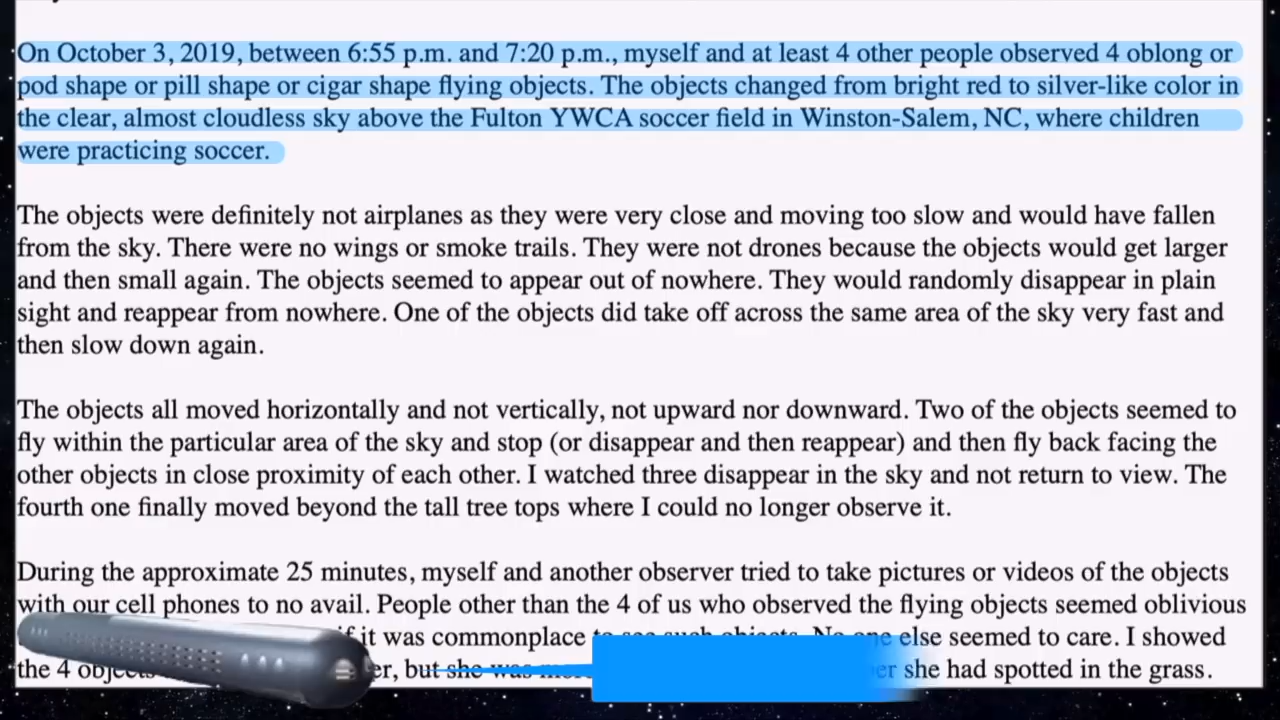 On October 3, 2019, between 6:55 p.m. and 7:20 p.m., myself and at least 4 other people observed 4 oblong or
pod shape or pill shape or cigar shape flying objects. The objects changed from bright red to silver-like color in
the clear, almost cloudless sky above the Fulton YWCA soccer field in Winston-Salem, NC, where children
were practicing soccer.
The objects were definitely not airplanes as they were very close and moving too slow and would have fallen
from the sky. There were no wings or smoke trails. They were not drones because the objects would get larger
and then small again. The objects seemed to appear out of nowhere. They would randomly disappear in plain
sight and reappear from nowhere. One of the objects did take off across the same area of the sky very fast and
then slow down again.
The objects all moved horizontally and not vertically, not upward nor downward. Two of the objects seemed to
fly within the particular area of the sky and stop (or disappear and then reappear) and then fly back facing the
other objects in close proximity of each other. I watched three disappear in the sky and not return to view. The
fourth one finally moved beyond the tall tree tops where I could no longer observe it.
During the approximate 25 minutes, myself and another observer tried to take pictures or videos of the objects
with our cell phones to no avail. People other than the 4 of us who observed the flying objects seemed oblivious
if it was commonplace to see such objects. No one else seemed to care. I showed
the 4 objects but she was she had spotted in the grass.